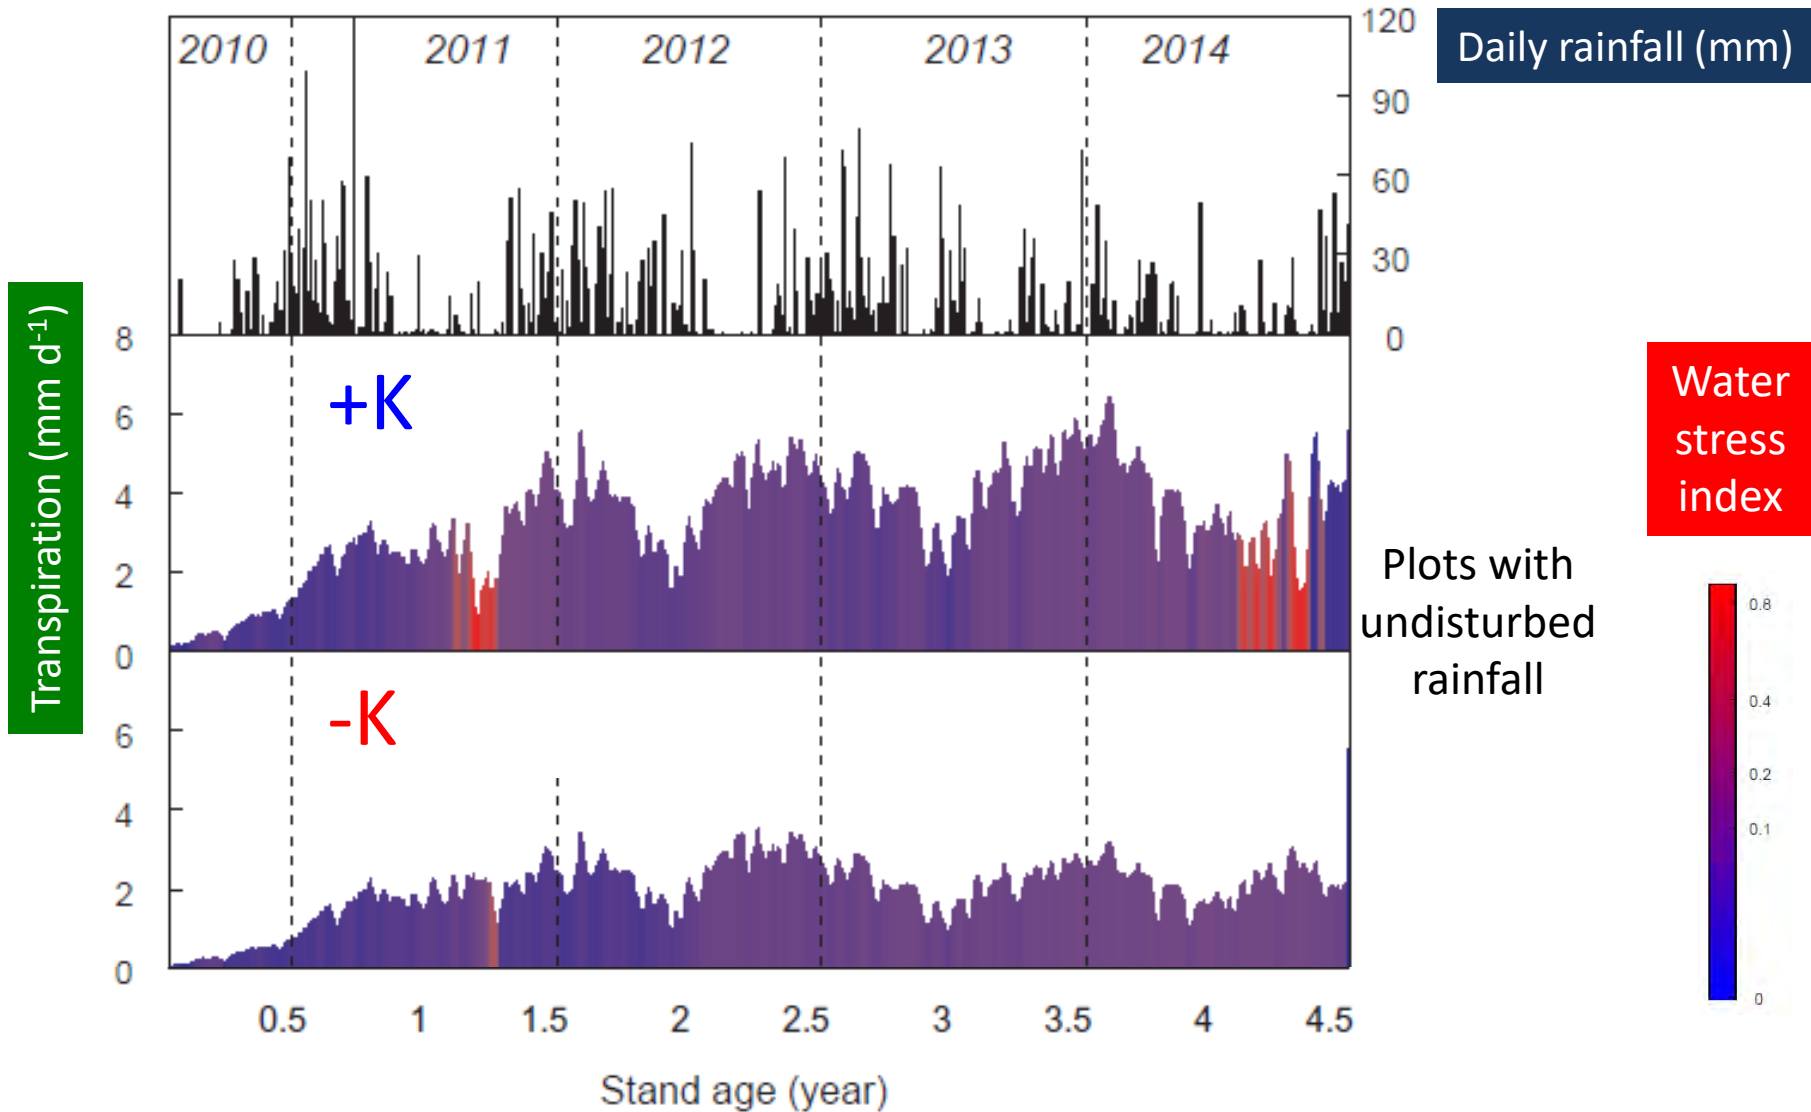 2010 2011 2012 2013 2014
120
90
60
30
0
Daily rainfall (mm)
Transpiration (mm d-1)
8
6
4
2
0
+K
6
4
2
0
-K
Plots with
undisturbed
rainfall
Water
stress
index
0.8
0.4
0.2
0.1
0
0.5 1 1.5 2 2.5 3 3.5 4 4.5
Stand age (year)